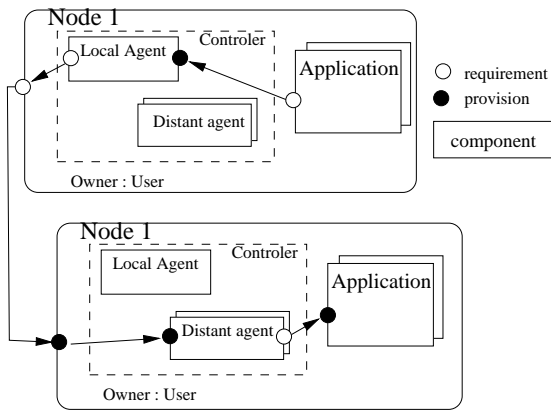 Node 1
Controler
Local Agent
Application
Distant agent
Owner : User
requirement
provision
component
Node 1
Controler
Local Agent
Application
Distant agent
Owner : User